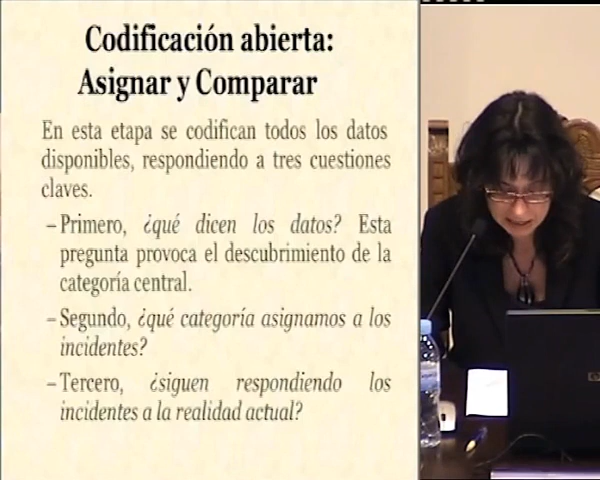 Codificación abierta:
Asignar y Comparar
En esta etapa se codifican todos los datos
disponibles, respondiendo a tres cuestiones
claves.
– Primero, ¿qué dicen los datos? Esta
pregunta provoca el descubrimiento de la
categoría central.
– Segundo, ¿qué categoría asignamos a los
incidentes?
– Tercero, ¿siguen respondiendo los
incidentes a la realidad actual?